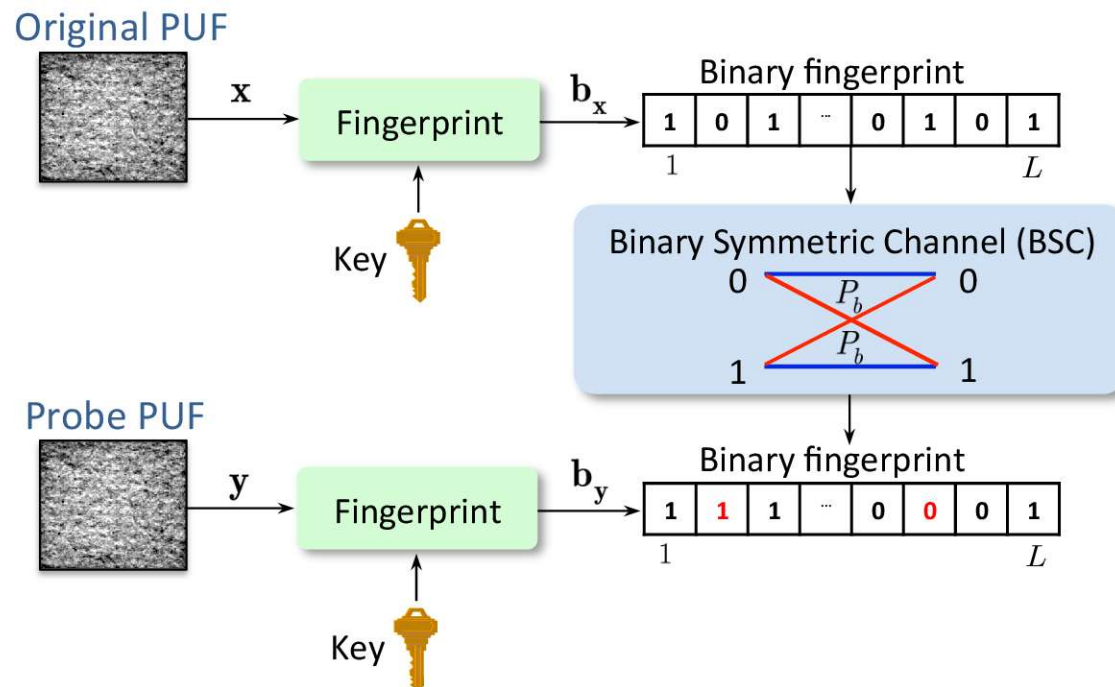 Original PUF
x
Fingerprint
Key
b_x
Binary fingerprint
1 0 1 ... 0 1 0 1
1 L
Binary Symmetric Channel (BSC)
0 P_b 0
1 P_b 1
Probe PUF
y
Fingerprint
Key
b_y
Binary fingerprint
1 1 1 ... 0 0 0 1
1 L